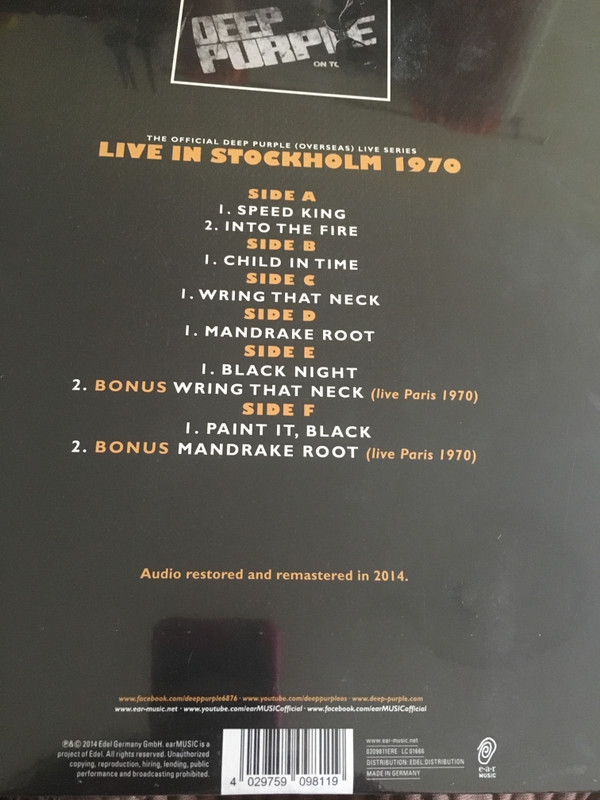 DEEP
PURPLE
THE OFFICIAL DEEP PURPLE (OVERSEAS) LIVE SERIES
LIVE IN STOCKHOLM 1970
SIDE A
1. SPEED KING
2. INTO THE FIRE
SIDE B
1. CHILD IN TIME
SIDE C
1. WRING THAT NECK
SIDE D
1. MANDRAKE ROOT
SIDE E
1. BLACK NIGHT
2. BONUS WRING THAT NECK (live Paris 1970)
SIDE F
1. PAINT IT, BLACK
2. BONUS MANDRAKE ROOT (live Paris 1970)
Audio restored and remastered in 2014.
www.facebook.com/deeppurple6876 · www.youtube.com/deeppurpleos · www.deep-purple.com
www.ear-music.net · www.youtube.com/earMUSICofficial · www.facebook.com/earMUSICofficial
℗&© 2014 Edel Germany GmbH. earMUSIC is a
project of Edel. All rights reserved. Unauthorized
copying, reproduction, hiring, lending, public
performance and broadcasting prohibited.
4 029759 098119
www.ear-music.net
0209811ERE LC 01666
DISTRIBUTION: EDEL DISTRIBUTION
MADE IN GERMANY
e·a·r
MUSIC